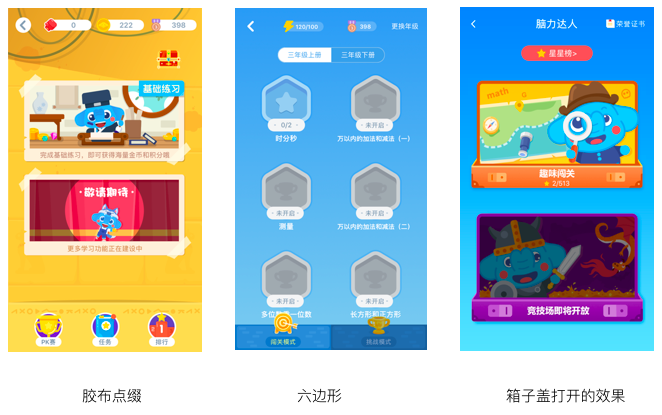 0
222
398
基础练习
完成基础练习，即可获得海量金币和积分哦
·敬请期待·
更多学习功能正在建设中
PK赛
任务
1
排行
120/100
398
更换年级
三年级上册
三年级下册
0/2
时分秒
·未开启·
万以内的加法和减法（一）
·未开启·
测量
·未开启·
万以内的加法和减法（二）
·未开启·
多位
一位数
·未开启·
长方形和正方形
闯关模式
挑战模式
脑力达人
荣誉证书
星星榜>
math
趣味闯关
2/513
竞技场即将开放
胶布点缀
六边形
箱子盖打开的效果